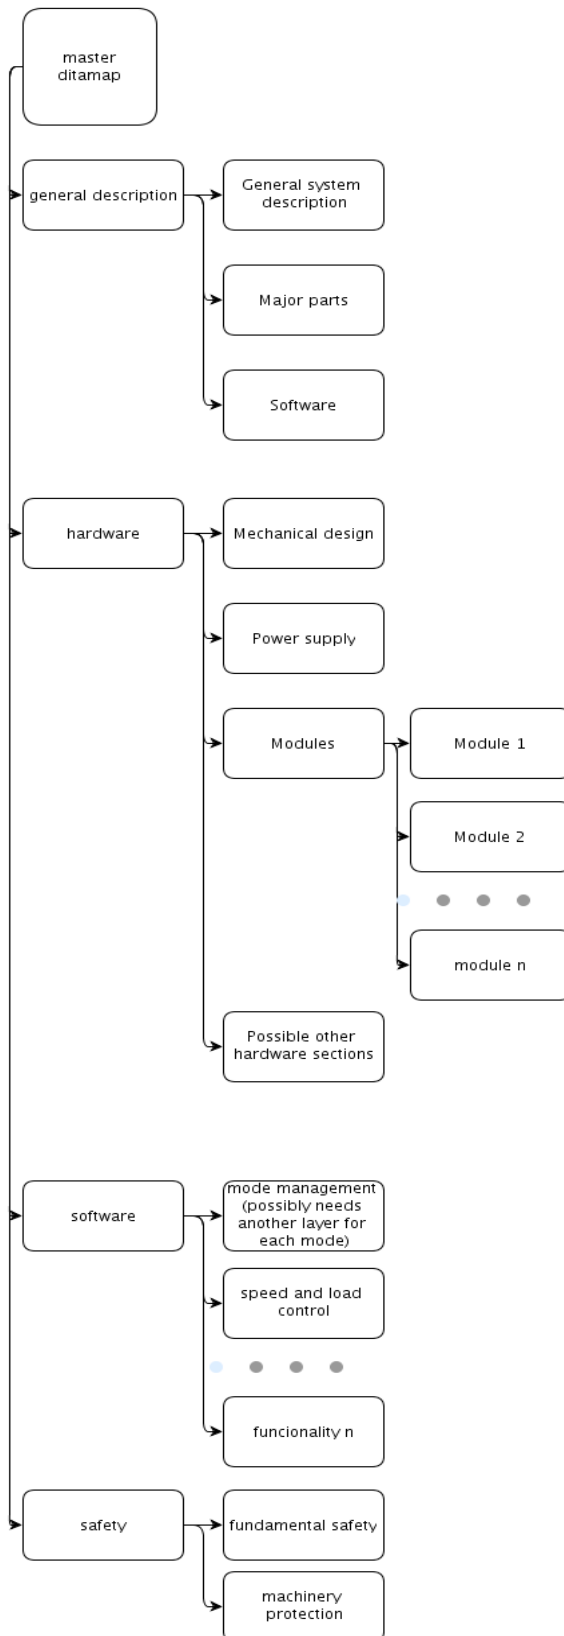 master
ditamap
general description
General system
description
Major parts
Software
hardware
Mechanical design
Power supply
Modules
Module 1
Module 2
module n
Possible other
hardware sections
software
mode management
(possibly needs
another layer for
each mode)
speed and load
control
funcionality n
safety
fundamental safety
machinery
protection